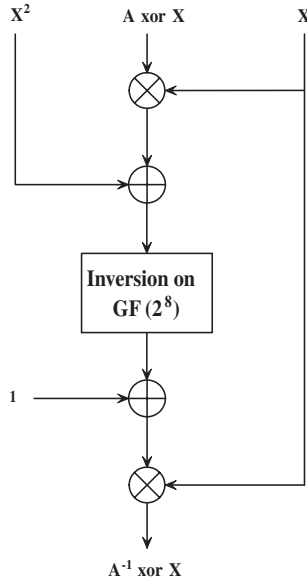 X² A xor X X
Inversion on
GF (2⁸)
1
A⁻¹ xor X